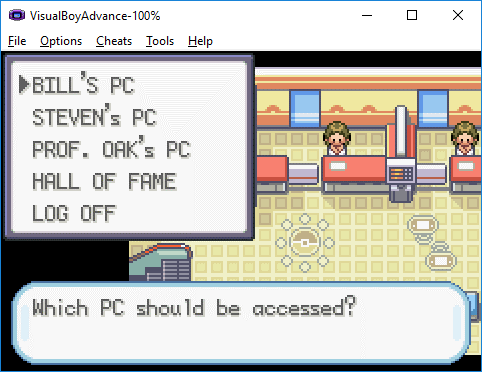 VisualBoyAdvance-100%
File Options Cheats Tools Help
BILL'S PC
STEVEN's PC
PROF. OAK's PC
HALL OF FAME
LOG OFF
Which PC should be accessed?